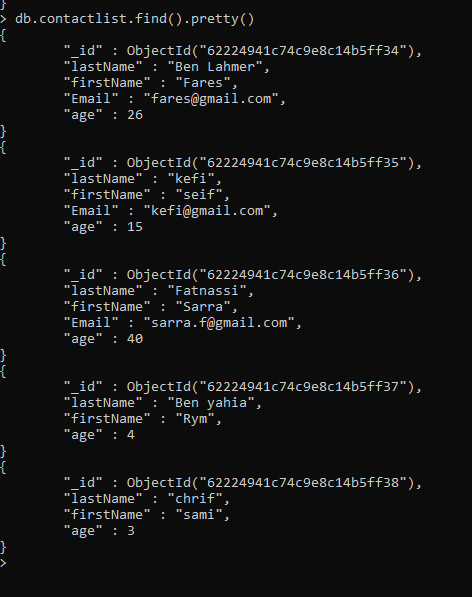 }
> db.contactlist.find().pretty()
{
        "_id" : ObjectId("62224941c74c9e8c14b5ff34"),
        "lastName" : "Ben Lahmer",
        "firstName" : "Fares",
        "Email" : "fares@gmail.com",
        "age" : 26
}
{
        "_id" : ObjectId("62224941c74c9e8c14b5ff35"),
        "lastName" : "kefi",
        "firstName" : "seif",
        "Email" : "kefi@gmail.com",
        "age" : 15
}
{
        "_id" : ObjectId("62224941c74c9e8c14b5ff36"),
        "lastName" : "Fatnassi",
        "firstName" : "Sarra",
        "Email" : "sarra.f@gmail.com",
        "age" : 40
}
{
        "_id" : ObjectId("62224941c74c9e8c14b5ff37"),
        "lastName" : "Ben yahia",
        "firstName" : "Rym",
        "age" : 4
}
{
        "_id" : ObjectId("62224941c74c9e8c14b5ff38"),
        "lastName" : "chrif",
        "firstName" : "sami",
        "age" : 3
}
>